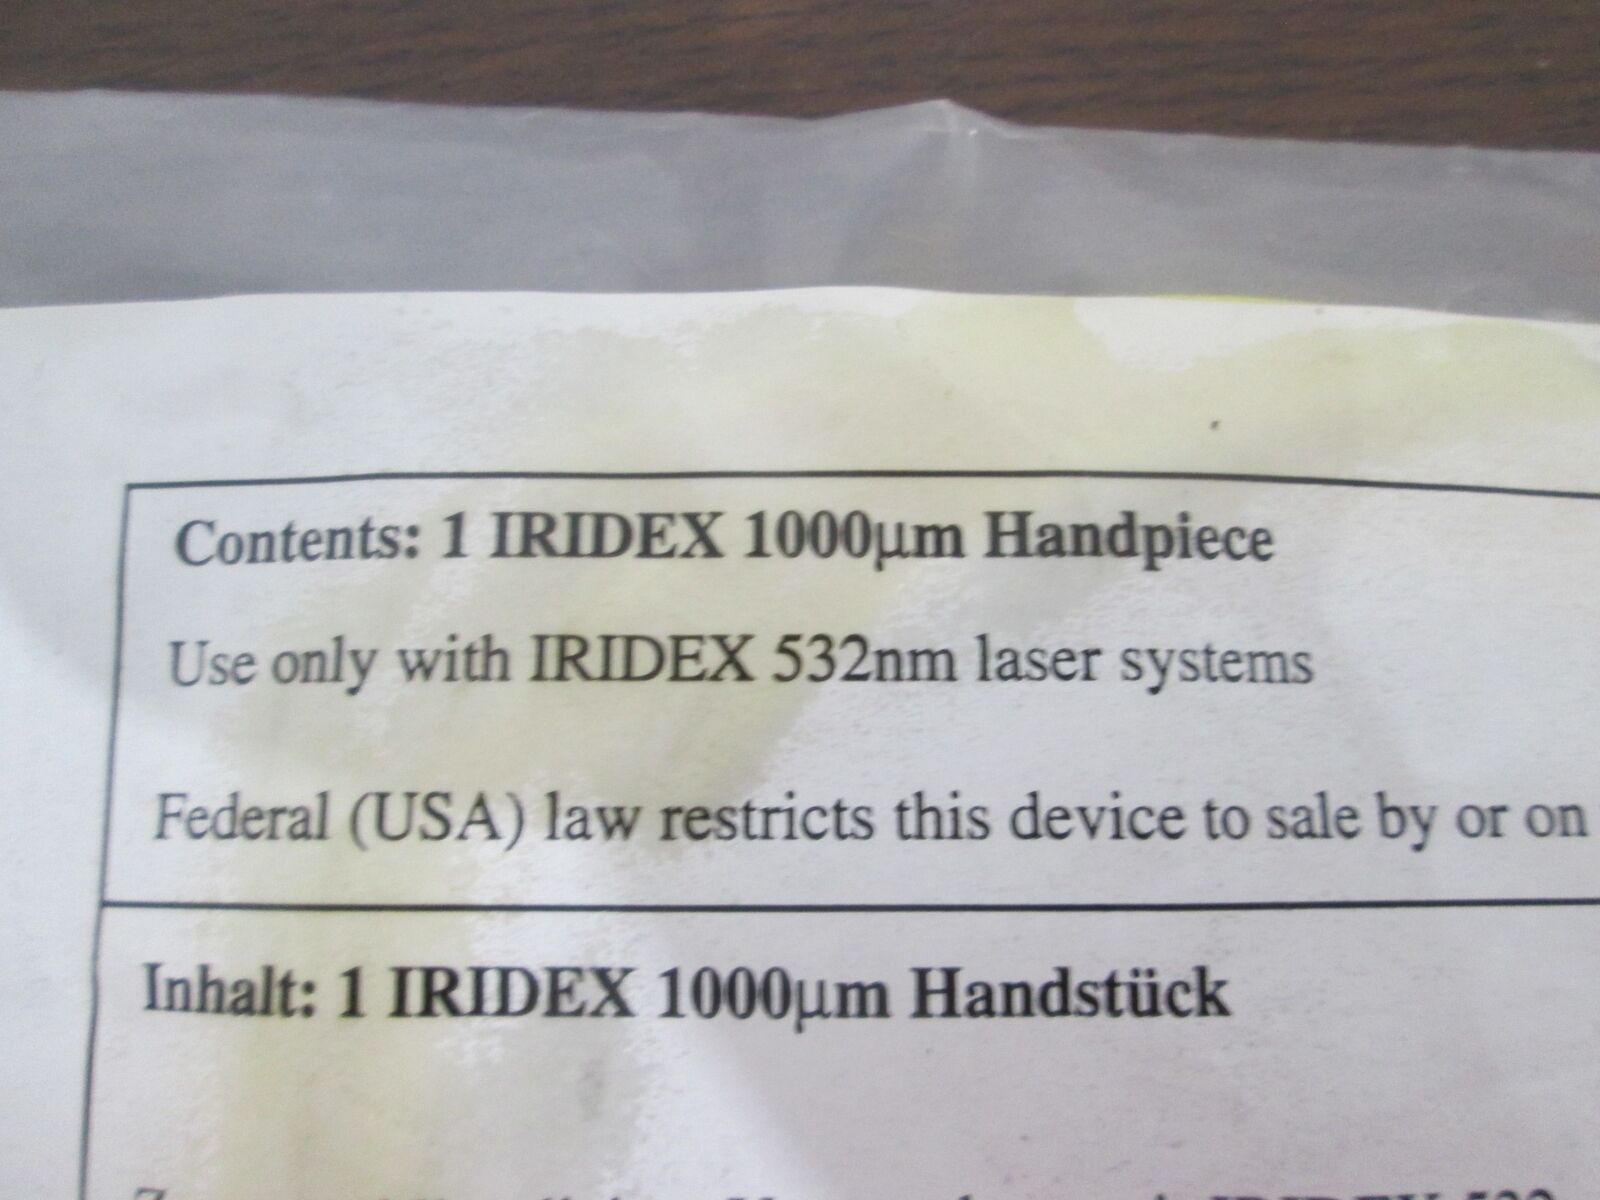 Contents: 1 IRIDEX 1000µm Handpiece
Use only with IRIDEX 532nm laser systems
Federal (USA) law restricts this device to sale by or on
Inhalt: 1 IRIDEX 1000µm Handstück
IRIDEX